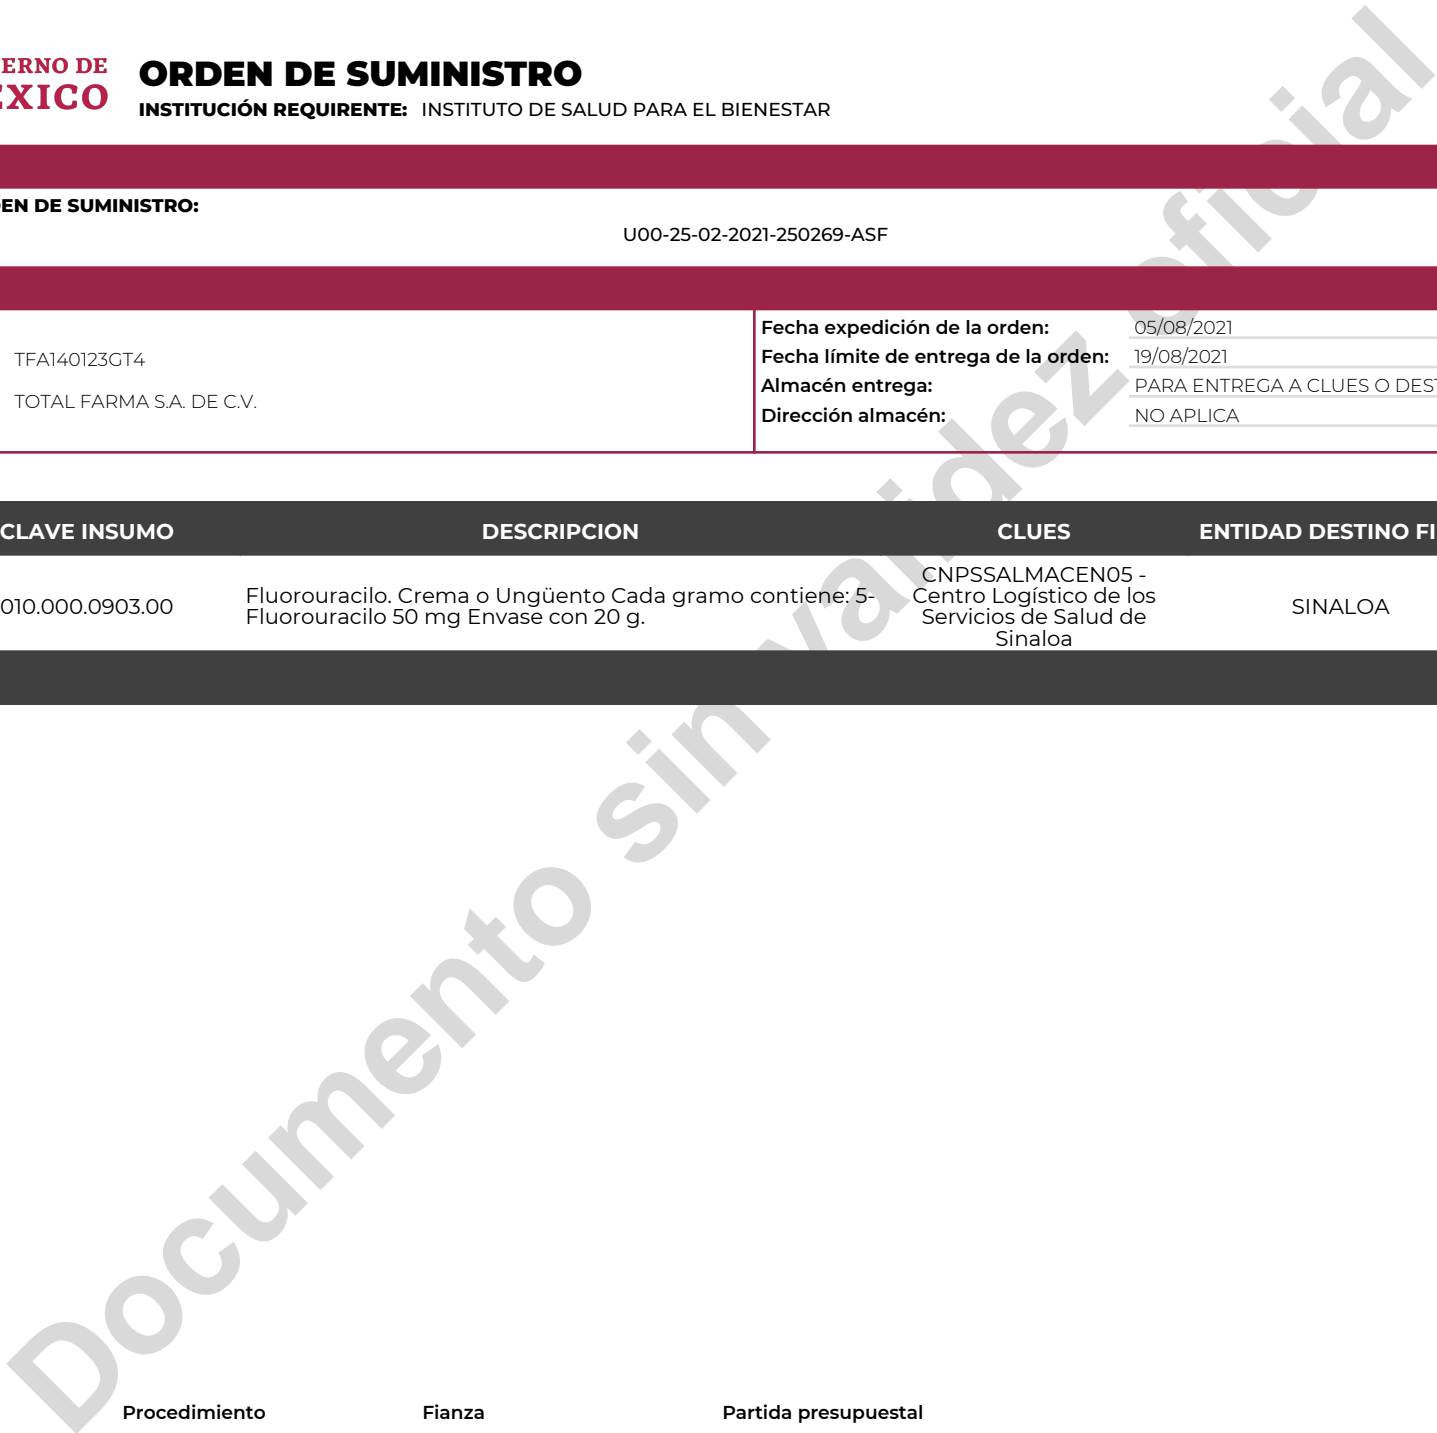 ERNO DE
EXICO
ORDEN DE SUMINISTRO
INSTITUCIÓN REQUIRENTE: INSTITUTO DE SALUD PARA EL BIENESTAR
EN DE SUMINISTRO:
U00-25-02-2021-250269-ASF
TFA140123GT4
TOTAL FARMA S.A. DE C.V.
Fecha expedición de la orden: 05/08/2021
Fecha límite de entrega de la orden: 19/08/2021
Almacén entrega: PARA ENTREGA A CLUES O DEST
Dirección almacén: NO APLICA
CLAVE INSUMO DESCRIPCION CLUES ENTIDAD DESTINO FI
010.000.0903.00
Fluorouracilo. Crema o Ungüento Cada gramo contiene: 5-
Fluorouracilo 50 mg Envase con 20 g.
CNPSSALMACEN05 -
Centro Logístico de los
Servicios de Salud de
Sinaloa
SINALOA
Documento sin validez oficial
Procedimiento Fianza Partida presupuestal